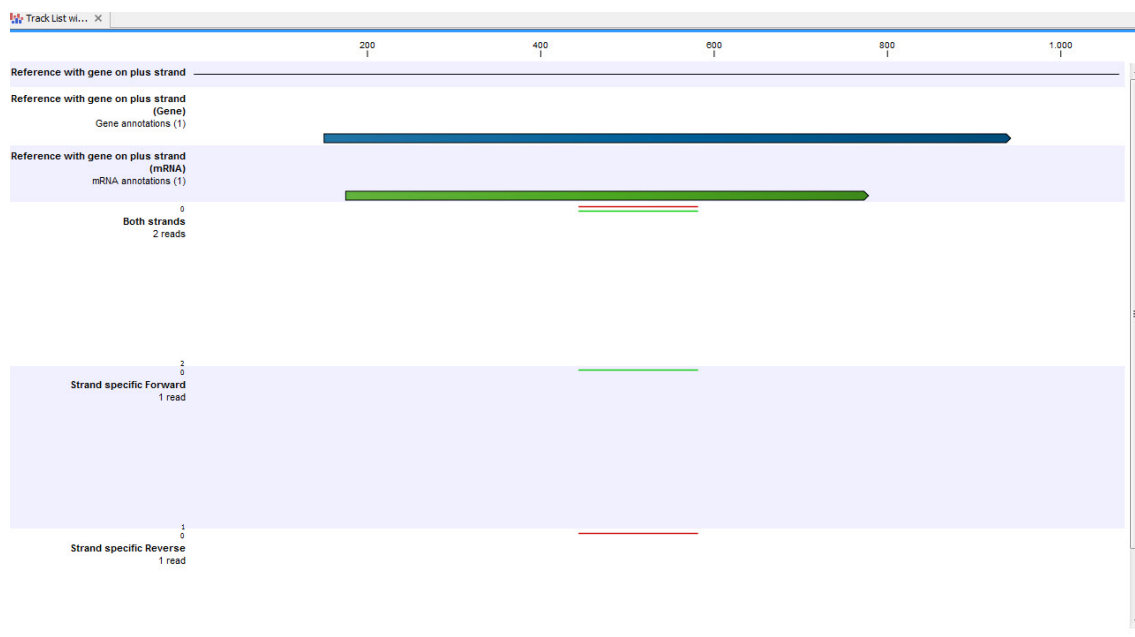 Track List wi...
200 400 600 800 1.000
Reference with gene on plus strand
Reference with gene on plus strand
(Gene)
Gene annotations (1)
Reference with gene on plus strand
(mRNA)
mRNA annotations (1)
0
Both strands
2 reads
2
0
Strand specific Forward
1 read
1
0
Strand specific Reverse
1 read